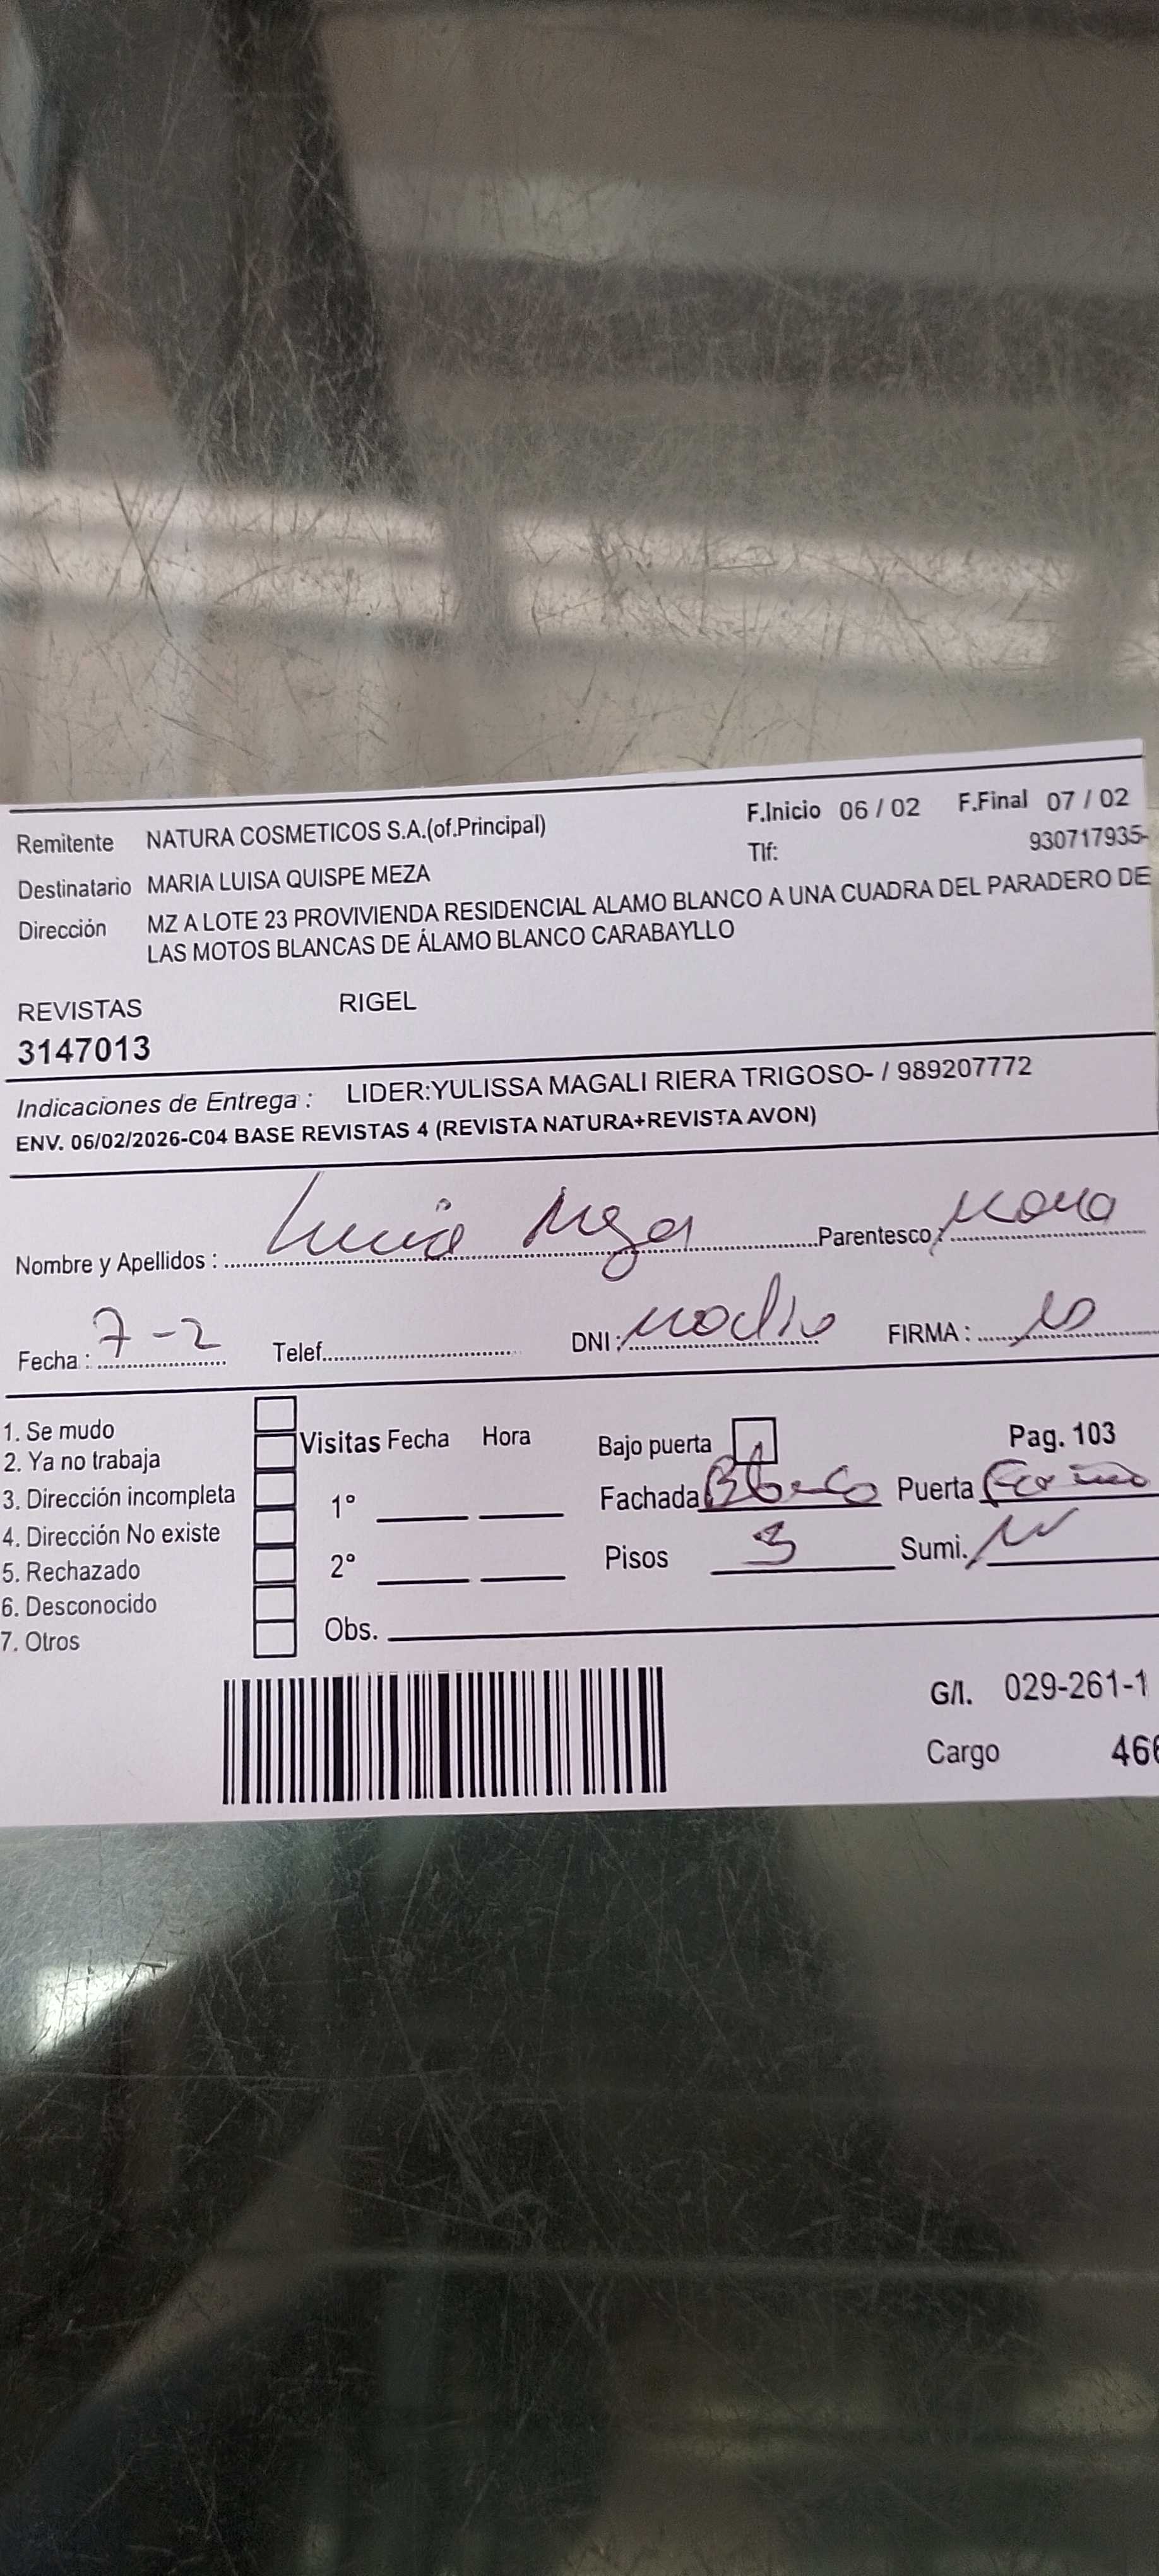 Remitente NATURA COSMETICOS S.A.(of.Principal) F.Inicio 06 / 02 F.Final 07 / 02
Tlf: 930717935-
Destinatario MARIA LUISA QUISPE MEZA
Dirección MZ A LOTE 23 PROVIVIENDA RESIDENCIAL ALAMO BLANCO A UNA CUADRA DEL PARADERO DE
LAS MOTOS BLANCAS DE ÁLAMO BLANCO CARABAYLLO
REVISTAS RIGEL
3147013
Indicaciones de Entrega : LIDER:YULISSA MAGALI RIERA TRIGOSO- / 989207772
ENV. 06/02/2026-C04 BASE REVISTAS 4 (REVISTA NATURA+REVISTA AVON)
Nombre y Apellidos : Meza Parentesco:
Fecha : 7-2 Telef. DNI: FIRMA :
1. Se mudo
2. Ya no trabaja
3. Dirección incompleta
4. Dirección No existe
5. Rechazado
6. Desconocido
7. Otros
Visitas Fecha Hora
1°
2°
Obs.
Bajo puerta Pag. 103
Fachada Blanco Puerta
Pisos 3 Sumi.
G/I. 029-261-1
Cargo 466